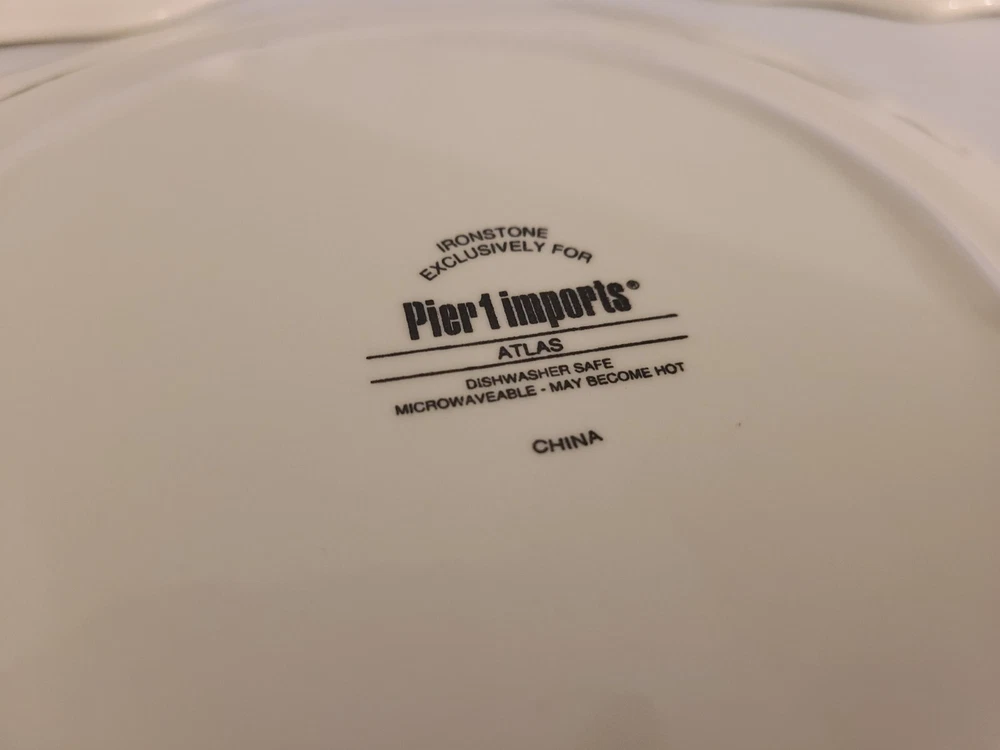 IRONSTONE
EXCLUSIVELY FOR
Pier 1 imports®
ATLAS
DISHWASHER SAFE
MICROWAVEABLE - MAY BECOME HOT
CHINA